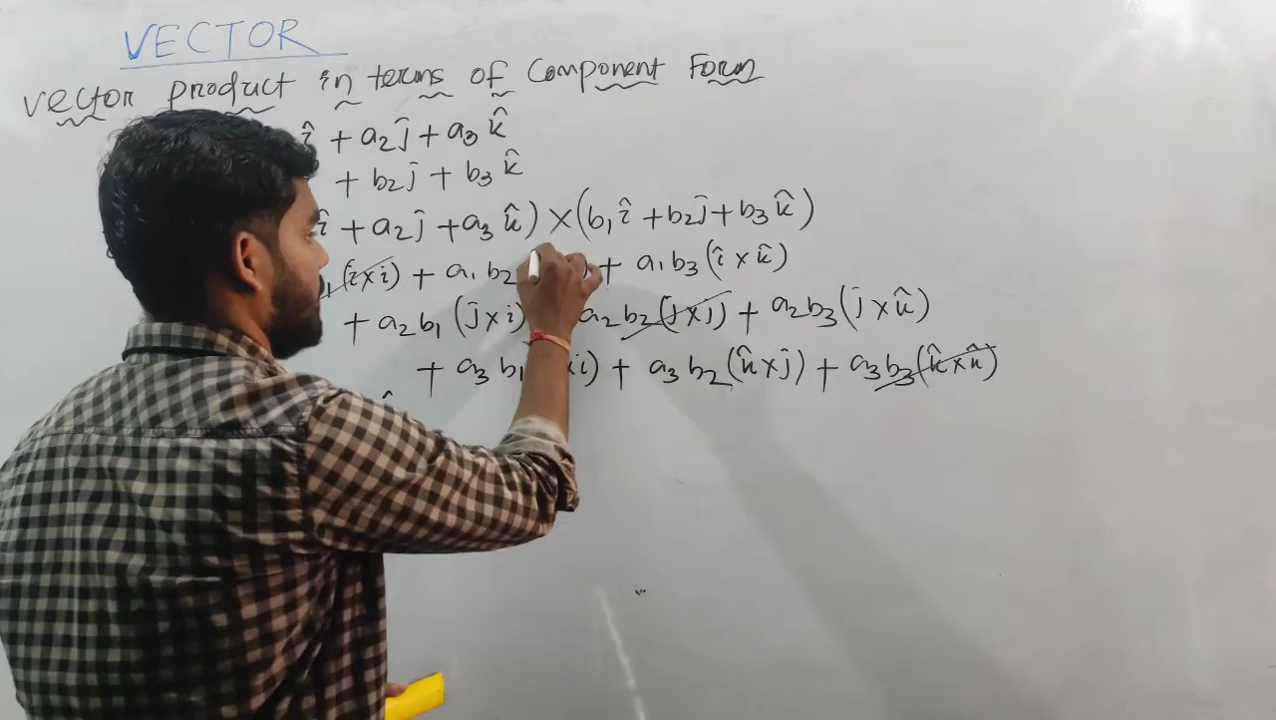 VECTOR
vector product in terms of component Form
î + a₂ĵ + a₃k̂
+ b₂ĵ + b₃k̂
î + a₂ĵ + a₃k̂) × (b₁î + b₂ĵ + b₃k̂)
(î×i) + a₁b₂ + a₁b₃(î×k̂)
+ a₂b₁(ĵ×i) a₂b₂(ĵ×ĵ) + a₂b₃(ĵ×k̂)
+ a₃b₁ i) + a₃b₂(k̂×ĵ) + a₃b₃(k̂×k̂)